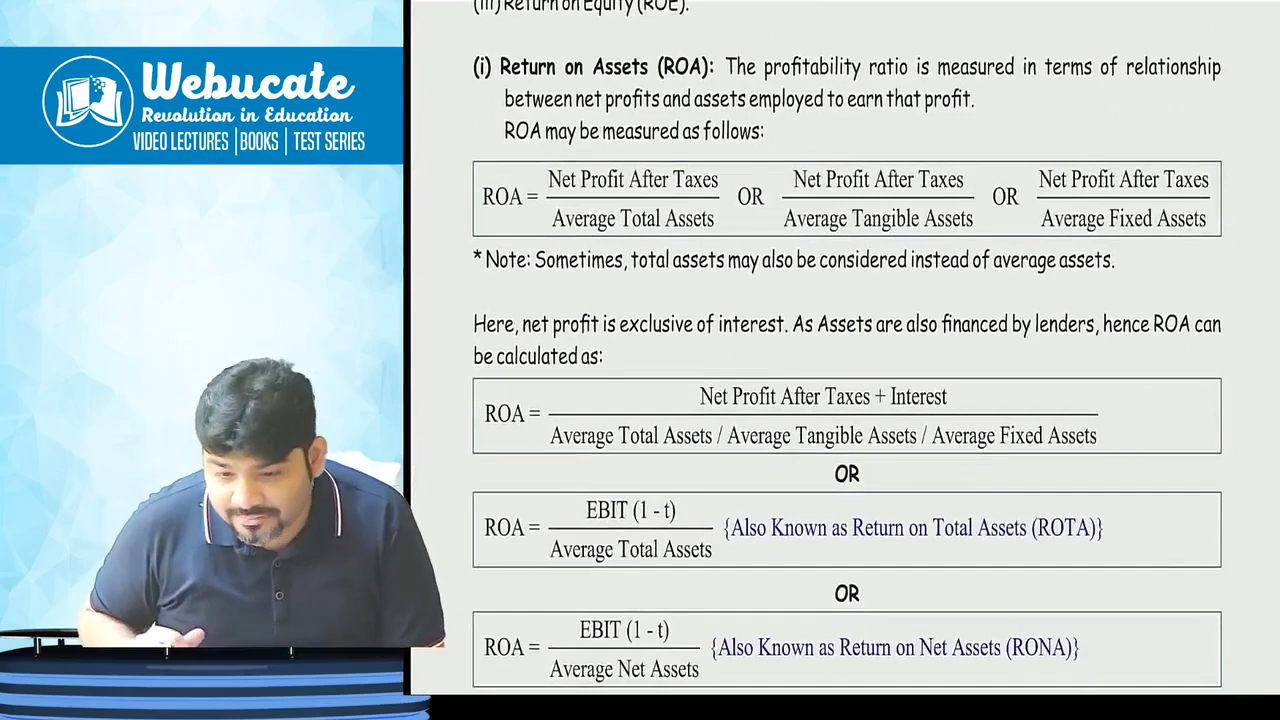 Webucate
Revolution in Education
VIDEO LECTURES | BOOKS | TEST SERIES
(iii) Return on Equity (ROE).
(i) Return on Assets (ROA): The profitability ratio is measured in terms of relationship
between net profits and assets employed to earn that profit.
ROA may be measured as follows:
ROA = Net Profit After Taxes / Average Total Assets OR Net Profit After Taxes / Average Tangible Assets OR Net Profit After Taxes / Average Fixed Assets
* Note: Sometimes, total assets may also be considered instead of average assets.
Here, net profit is exclusive of interest. As Assets are also financed by lenders, hence ROA can
be calculated as:
ROA = Net Profit After Taxes + Interest / Average Total Assets / Average Tangible Assets / Average Fixed Assets
OR
ROA = EBIT (1 - t) / Average Total Assets {Also Known as Return on Total Assets (ROTA)}
OR
ROA = EBIT (1 - t) / Average Net Assets {Also Known as Return on Net Assets (RONA)}